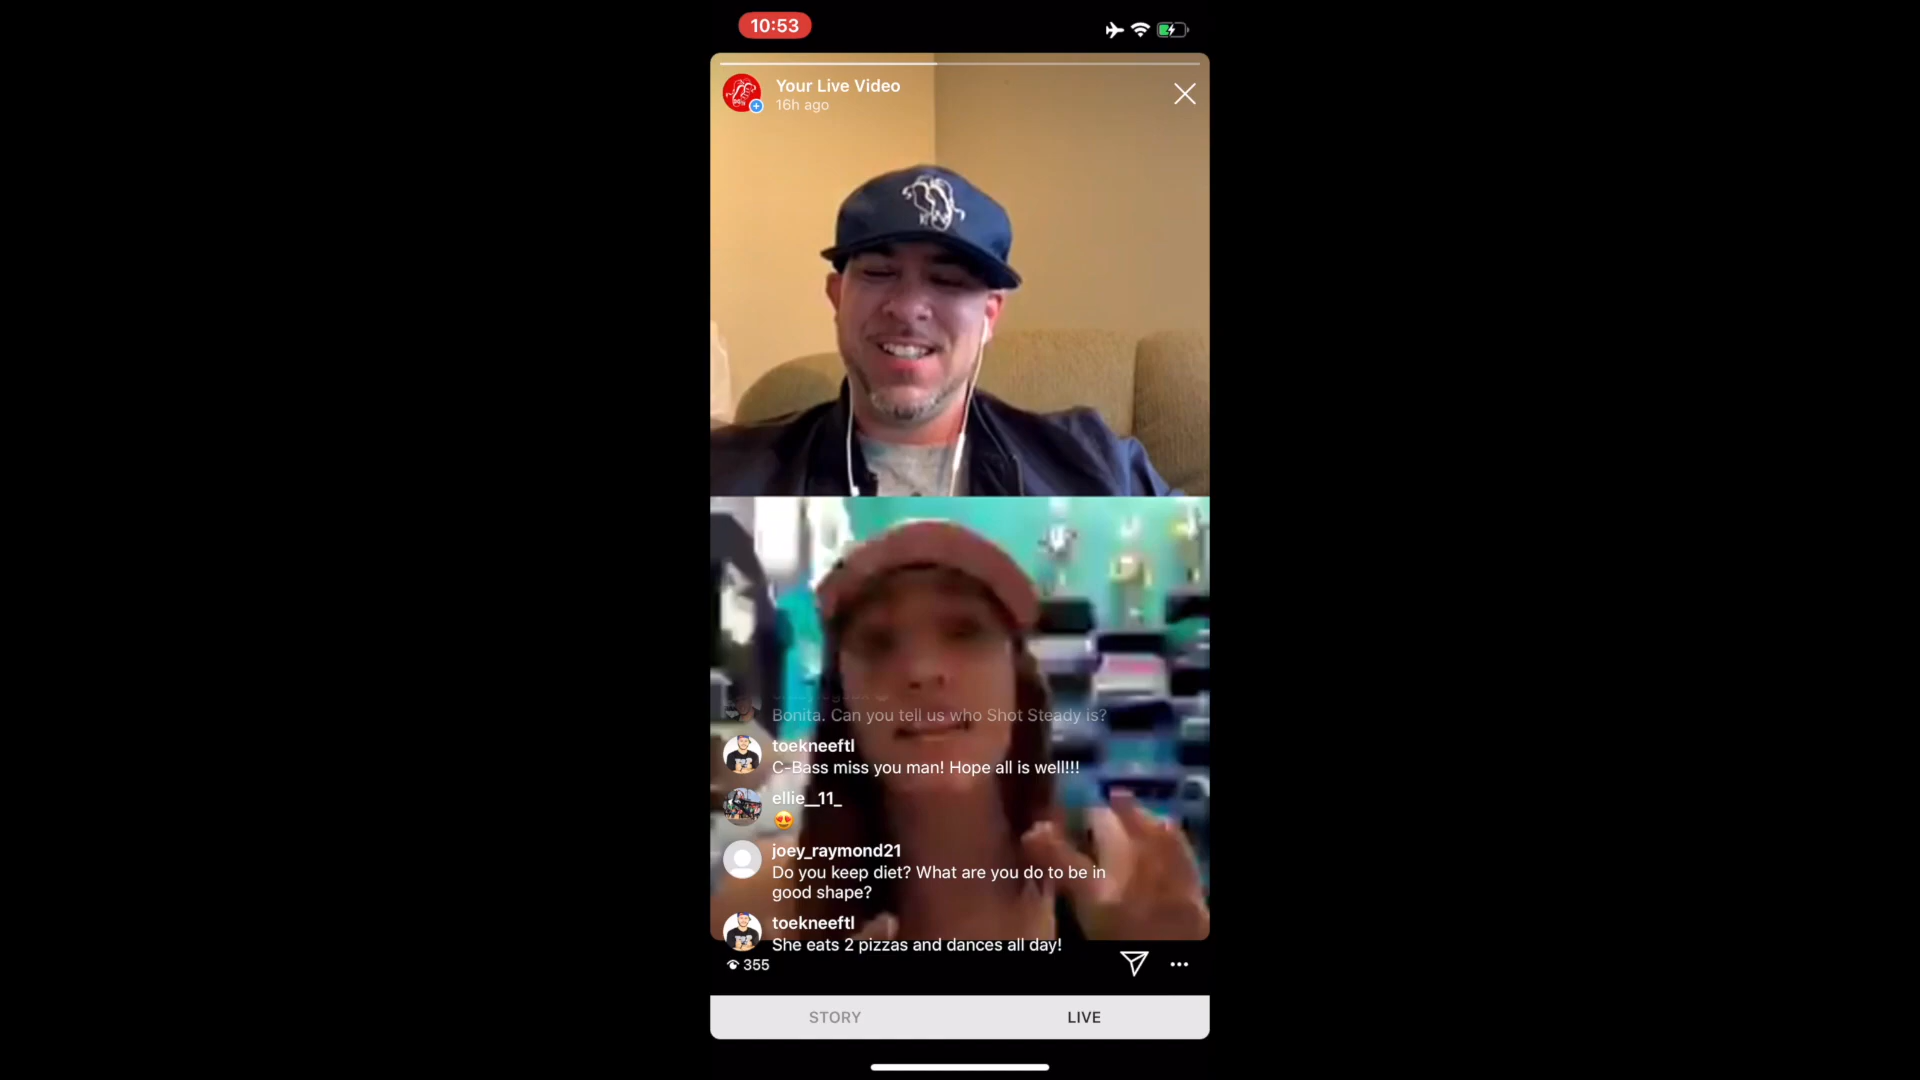 10:53
Your Live Video
16h ago
Bonita. Can you tell us who Shot Steady is?
toekneeftl
C-Bass miss you man! Hope all is well!!!
ellie__11_
😍
joey_raymond21
Do you keep diet? What are you do to be in
good shape?
toekneeftl
She eats 2 pizzas and dances all day!
355
STORY
LIVE